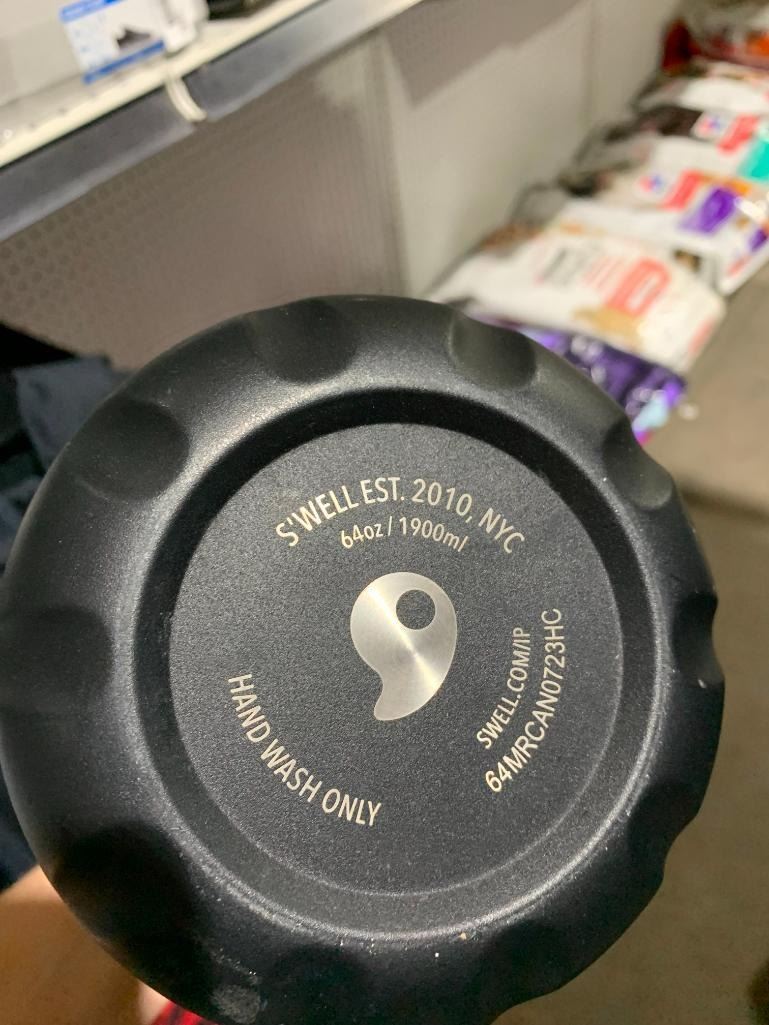 S'WELL EST. 2010, NYC
64oz / 1900ml
SWELL.COM/IP
64MRCAN0723HC
HAND WASH ONLY